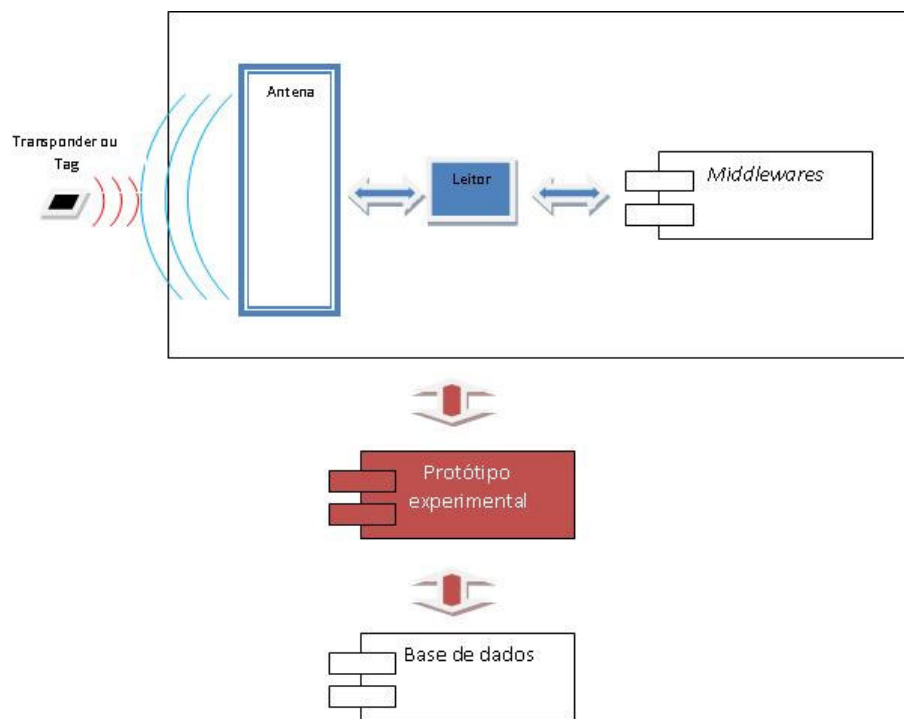 Antena
Transponder ou
Tag
Leitor
Middlewares
Protótipo
experimental
Base de dados